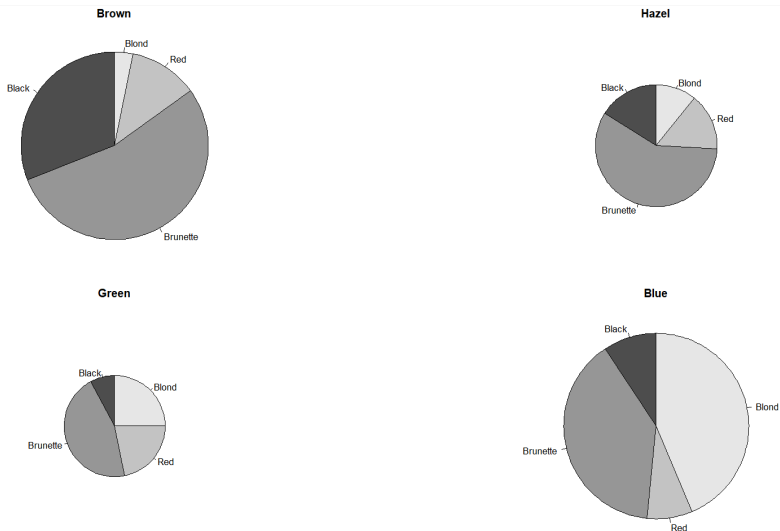 Brown
Blond
Red
Black
Brunette
Hazel
Blond
Black
Red
Brunette
Green
Black
Blond
Brunette
Red
Blue
Black
Blond
Brunette
Red